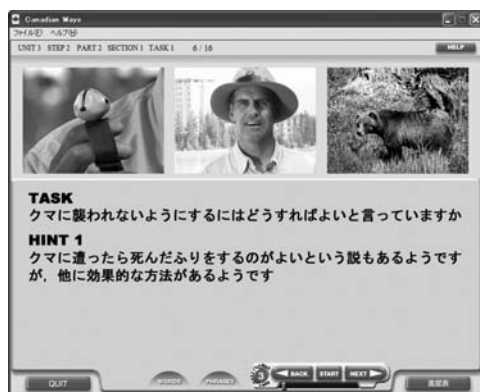 Canadian Ways
ファイル(F) ヘルプ(H)
UNIT 3 STEP 2 PART 2 SECTION 1 TASK 1 6 / 16
HELP
TASK
クマに襲われないようにするにはどうすればよいと言っていますか
HINT 1
クマに遭ったら死んだふりをするのがよいという説もあるようです
が，他に効果的な方法があるようです
QUIT
WORDS
PHRASES
3
BACK
START
NEXT
進度表